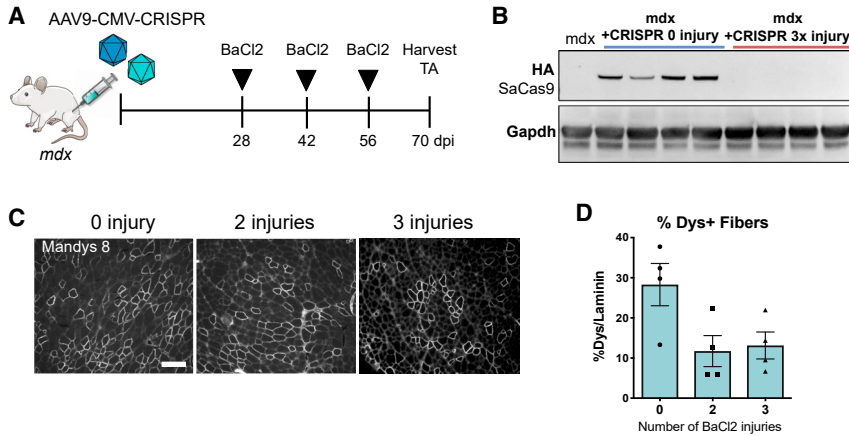 A
AAV9-CMV-CRISPR
mdx
BaCl2 BaCl2 BaCl2 Harvest
TA
28 42 56 70 dpi
B
mdx mdx mdx
+CRISPR 0 injury +CRISPR 3x injury
HA
SaCas9
Gapdh
C
0 injury 2 injuries 3 injuries
Mandys 8
D
% Dys+ Fibers
%Dys/Laminin
40
30
20
10
0
0 2 3
Number of BaCl2 injuries